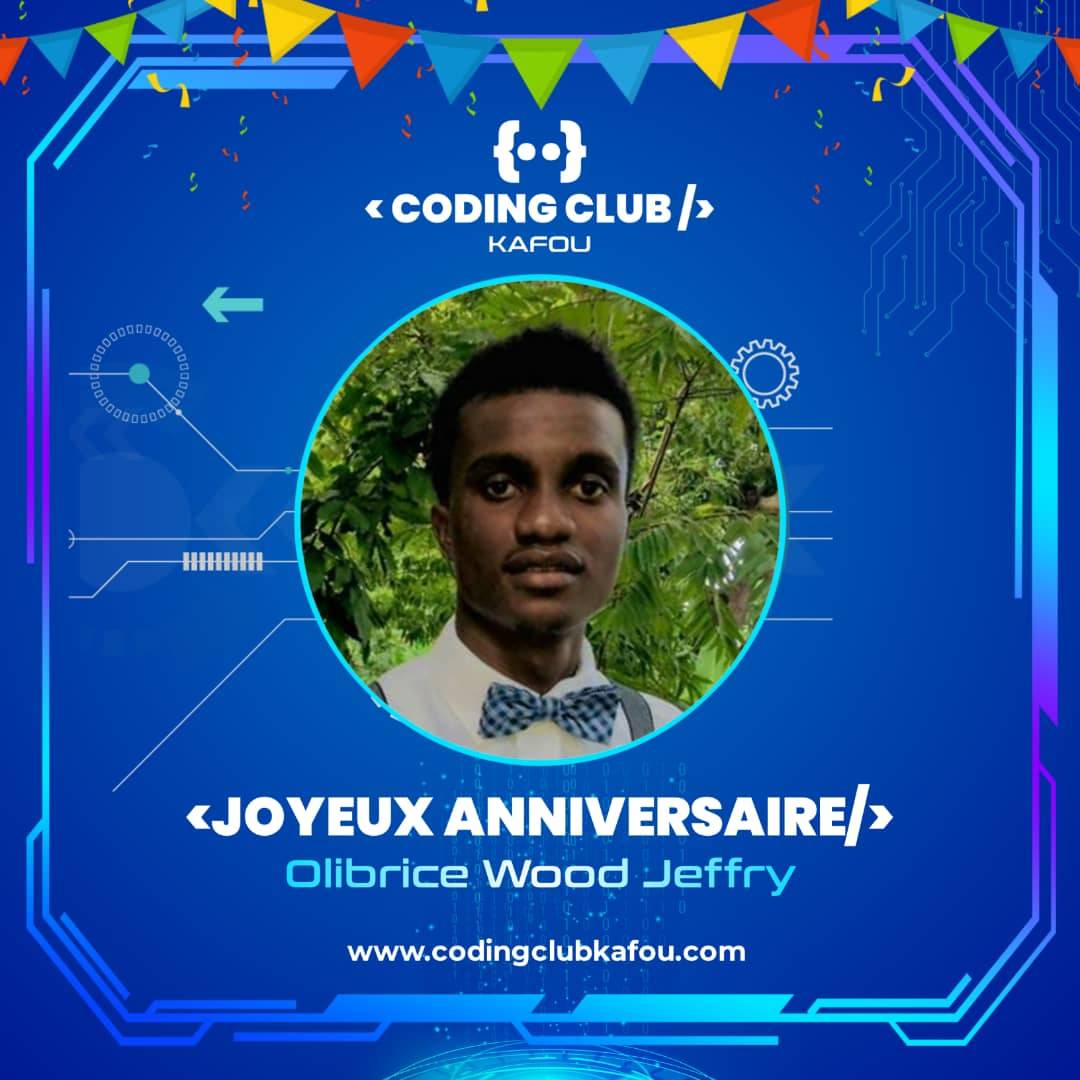 {••}
< CODING CLUB />
KAFOU
<JOYEUX ANNIVERSAIRE/>
Olibrice Wood Jeffry
www.codingclubkafou.com